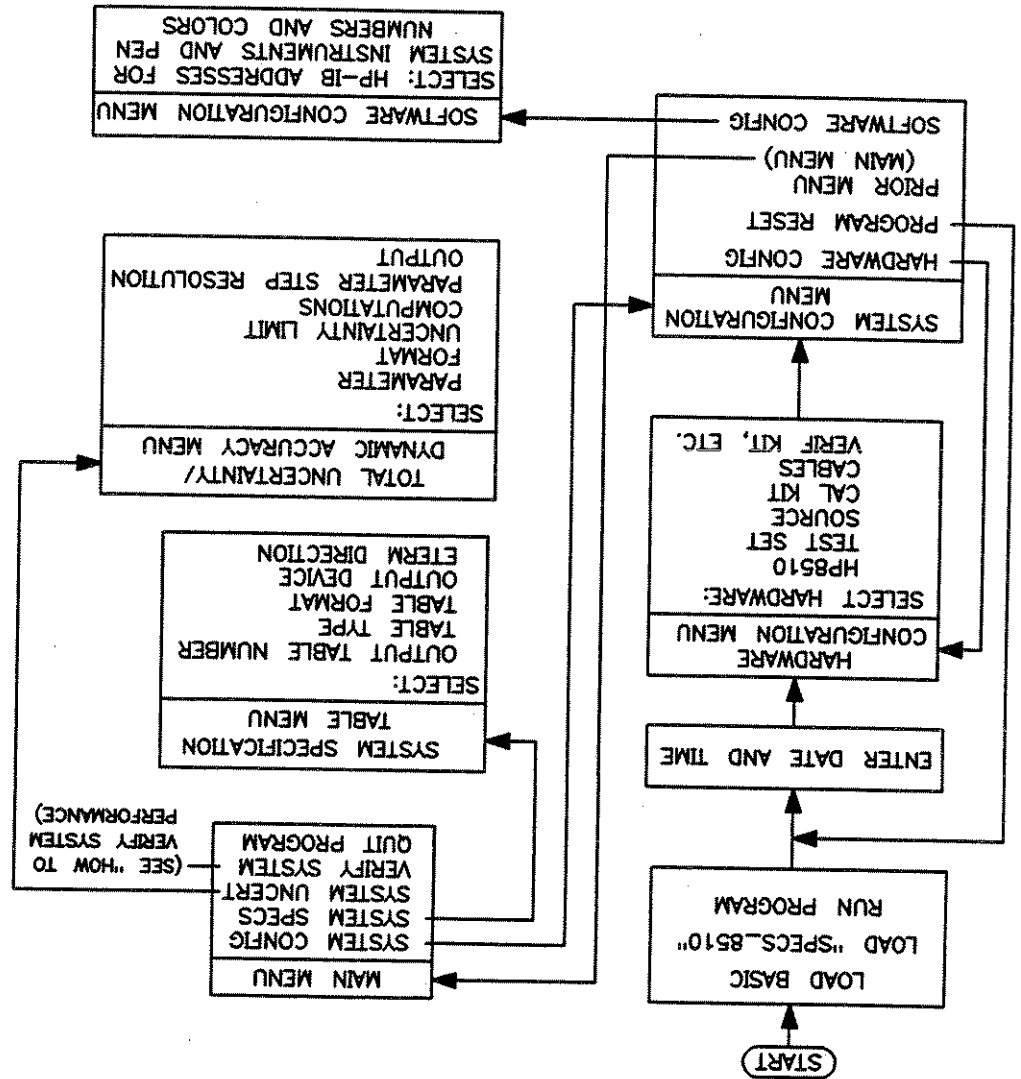 START
LOAD BASIC
LOAD "SPECS_8510"
RUN PROGRAM
ENTER DATE AND TIME
HARDWARE
CONFIGURATION MENU
SELECT HARDWARE:
HP8510
TEST SET
SOURCE
CAL KIT
CABLES
VERIF KIT, ETC.
SYSTEM CONFIGURATION
MENU
HARDWARE CONFIG
PROGRAM RESET
PRIOR MENU
(MAIN MENU)
SOFTWARE CONFIG
MAIN MENU
SYSTEM CONFIG
SYSTEM SPECS
SYSTEM UNCERT
VERIFY SYSTEM
QUIT PROGRAM
(SEE "HOW TO
VERIFY SYSTEM
PERFORMANCE)
SYSTEM SPECIFICATION
TABLE MENU
SELECT:
OUTPUT TABLE NUMBER
TABLE TYPE
TABLE FORMAT
OUTPUT DEVICE
ETERM DIRECTION
TOTAL UNCERTAINTY/
DYNAMIC ACCURACY MENU
SELECT:
PARAMETER
FORMAT
UNCERTAINTY LIMIT
COMPUTATIONS
PARAMETER STEP RESOLUTION
OUTPUT
SOFTWARE CONFIGURATION MENU
SELECT: HP-IB ADDRESSES FOR
SYSTEM INSTRUMENTS AND PEN
NUMBERS AND COLORS